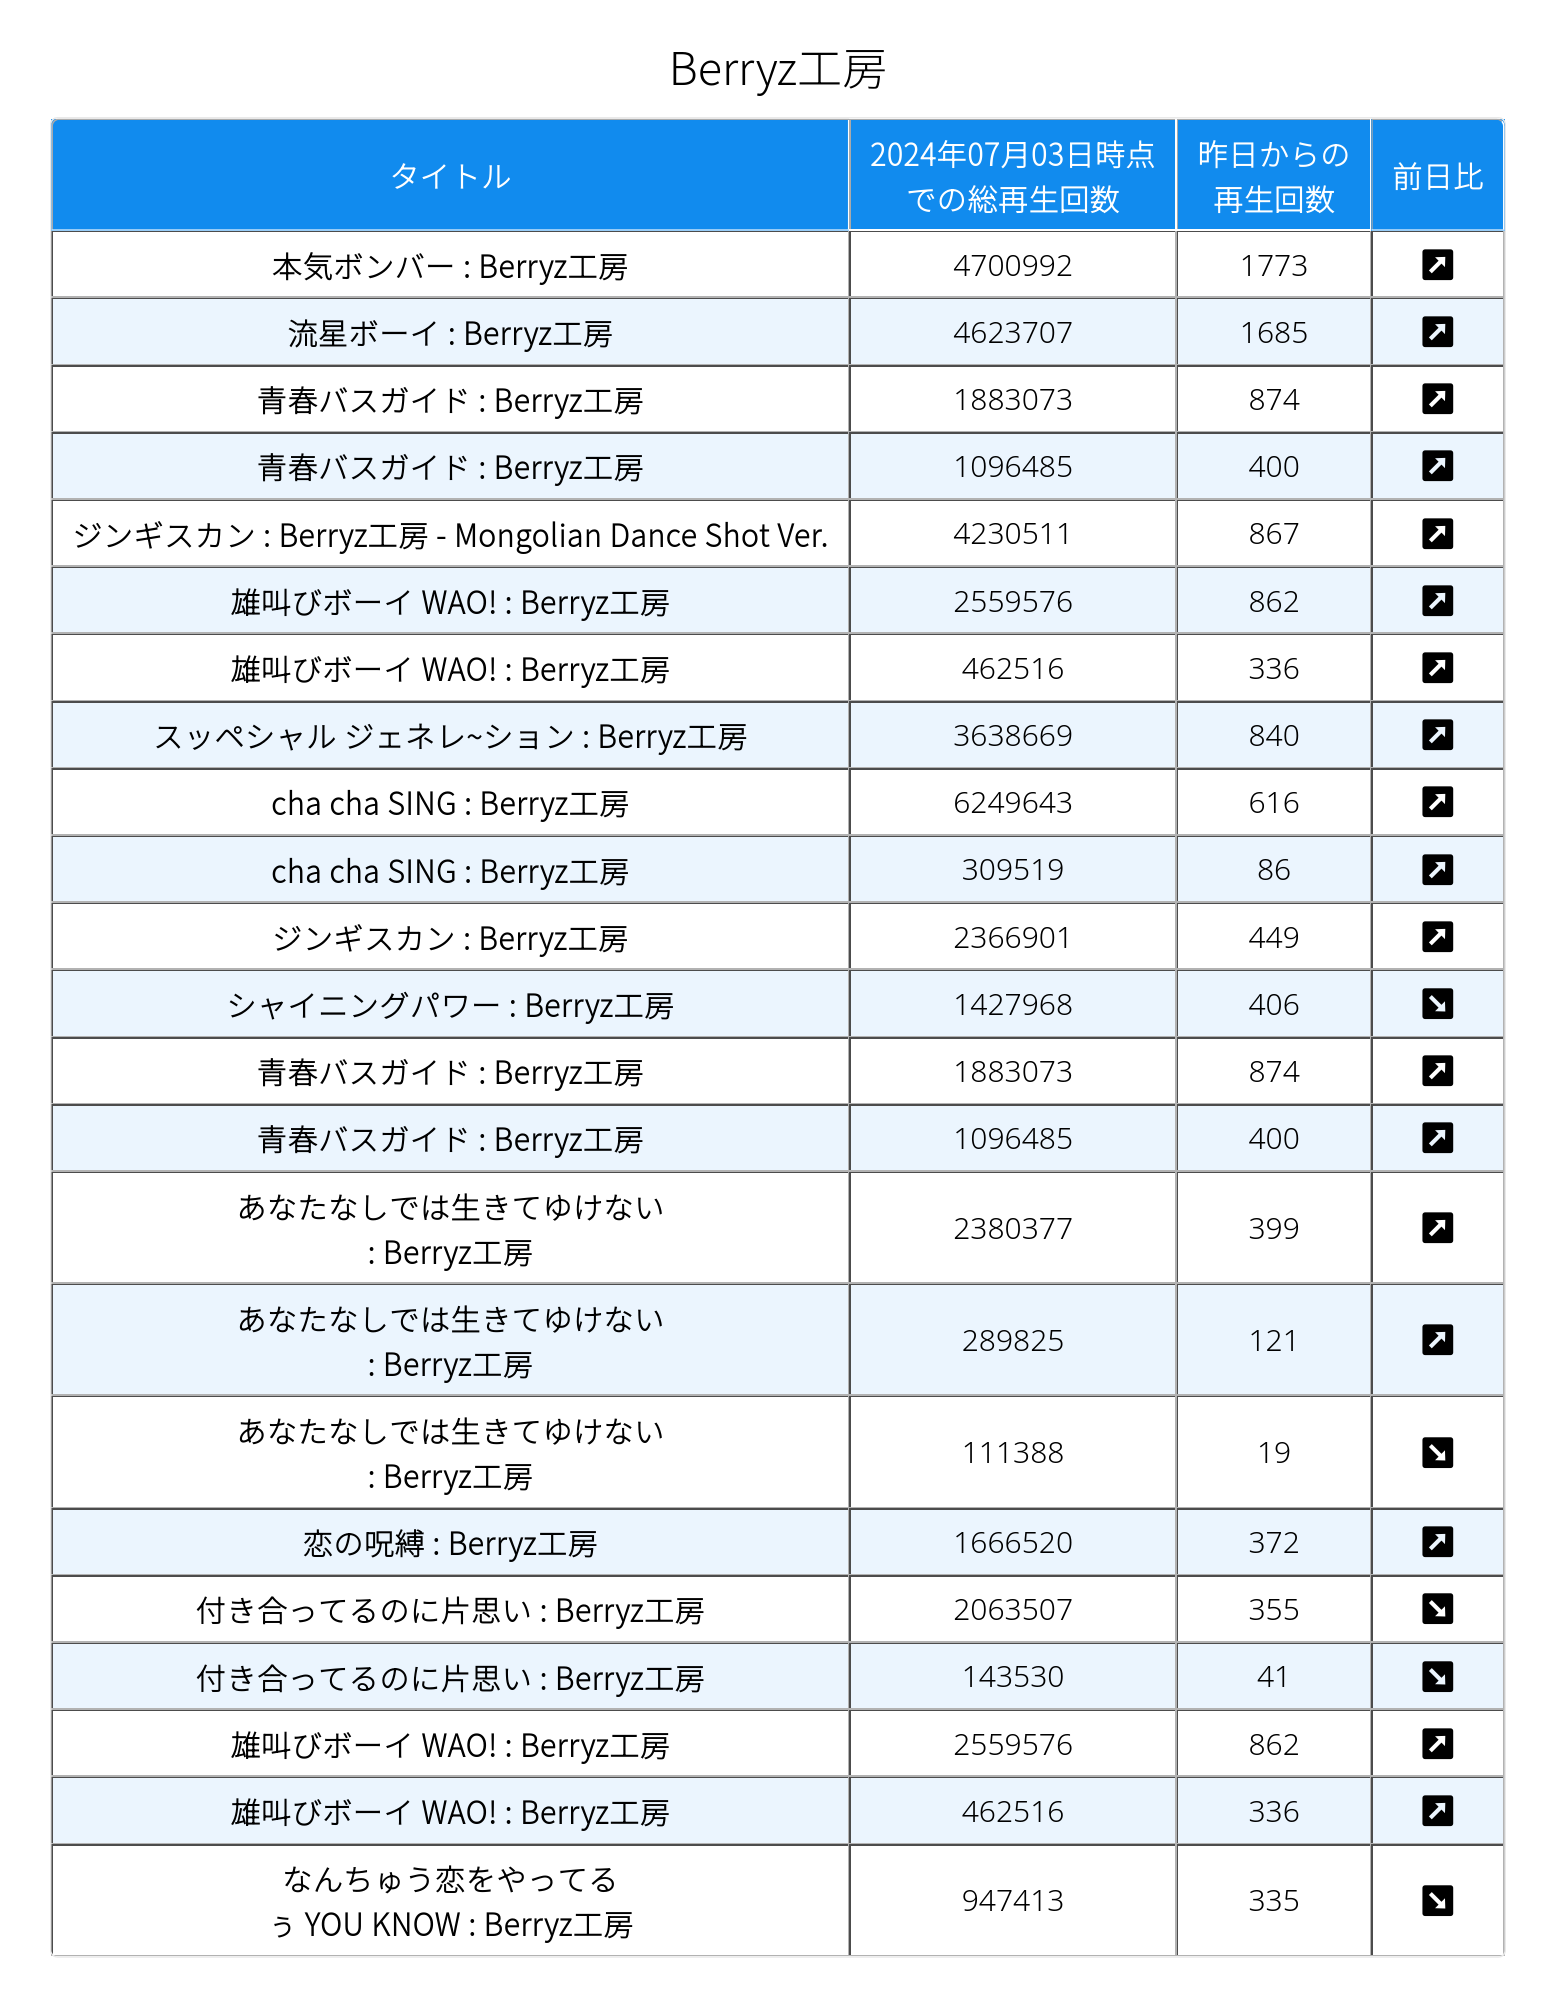 Berryz工房
タイトル
2024年07月03日時点
での総再生回数
昨日からの
再生回数
前日比
本気ボンバー : Berryz工房 4700992 1773
流星ボーイ : Berryz工房 4623707 1685
青春バスガイド : Berryz工房 1883073 874
青春バスガイド : Berryz工房 1096485 400
ジンギスカン : Berryz工房 - Mongolian Dance Shot Ver. 4230511 867
雄叫びボーイ WAO! : Berryz工房 2559576 862
雄叫びボーイ WAO! : Berryz工房 462516 336
スッペシャル ジェネレ~ション : Berryz工房 3638669 840
cha cha SING : Berryz工房 6249643 616
cha cha SING : Berryz工房 309519 86
ジンギスカン : Berryz工房 2366901 449
シャイニングパワー : Berryz工房 1427968 406
青春バスガイド : Berryz工房 1883073 874
青春バスガイド : Berryz工房 1096485 400
あなたなしでは生きてゆけない
: Berryz工房 2380377 399
あなたなしでは生きてゆけない
: Berryz工房 289825 121
あなたなしでは生きてゆけない
: Berryz工房 111388 19
恋の呪縛 : Berryz工房 1666520 372
付き合ってるのに片思い : Berryz工房 2063507 355
付き合ってるのに片思い : Berryz工房 143530 41
雄叫びボーイ WAO! : Berryz工房 2559576 862
雄叫びボーイ WAO! : Berryz工房 462516 336
なんちゅう恋をやってる
ぅ YOU KNOW : Berryz工房 947413 335